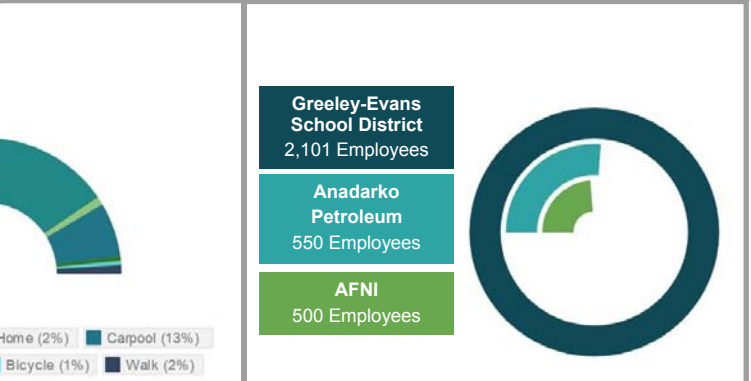 Greeley-Evans
School District
2,101 Employees
Anadarko
Petroleum
550 Employees
AFNI
500 Employees
Home (2%) Carpool (13%)
Bicycle (1%) Walk (2%)